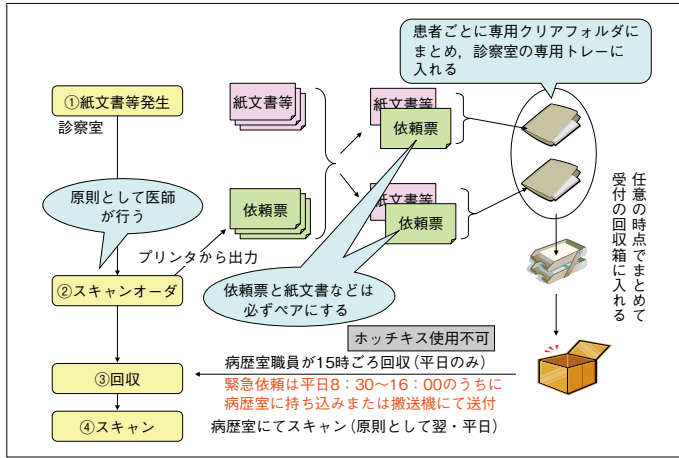 患者ごとに専用クリアフォルダに
まとめ，診察室の専用トレーに
入れる
①紙文書等発生
診察室
紙文書等
紙文書等
依頼票
原則として医師
が行う
依頼票
紙文書等
依頼票
プリンタから出力
②スキャンオーダ
依頼票と紙文書などは
必ずペアにする
任意の時点でまとめて
受付の回収箱に入れる
ホッチキス使用不可
病歴室職員が15時ごろ回収（平日のみ）
③回収
緊急依頼は平日8：30〜16：00のうちに
病歴室に持ち込みまたは搬送機にて送付
④スキャン
病歴室にてスキャン（原則として翌・平日）